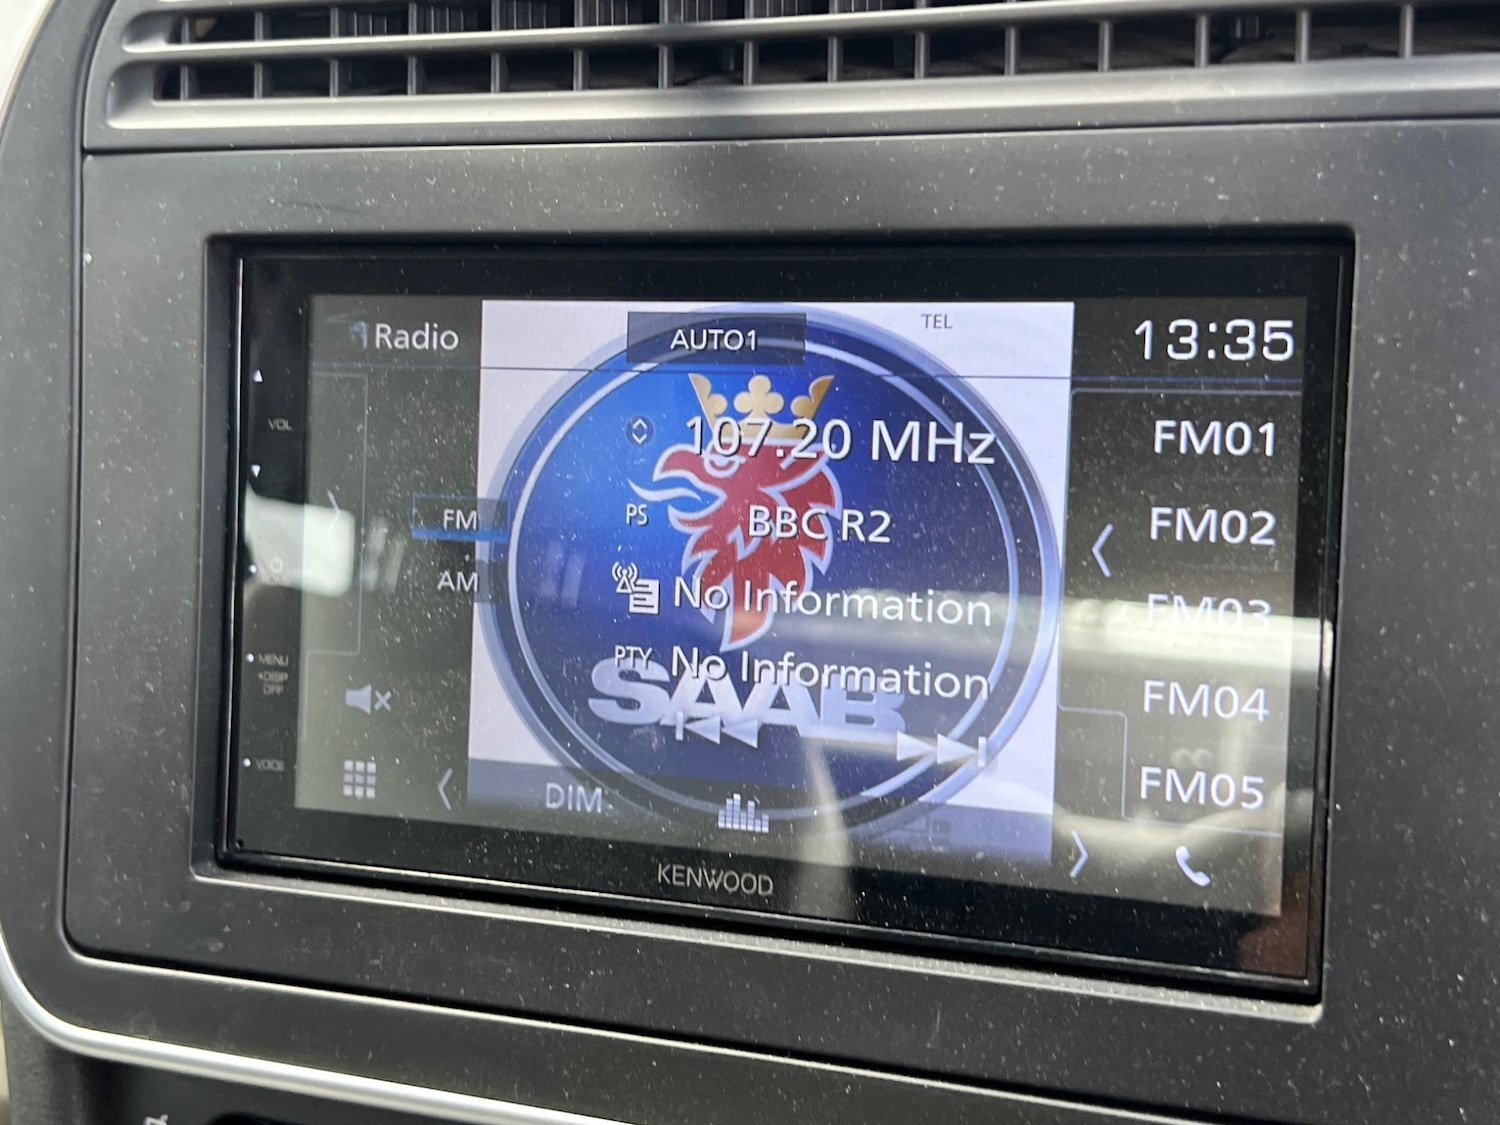 Radio
AUTO1
TEL
13:35
VOL
107.20 MHz
FM01
FM
PS
BBC R2
FM02
AM
No Information
FM03
PTY
No Information
MENU
•DISP
OFF
SAAB
FM04
VOICE
DIM
FM05
KENWOOD